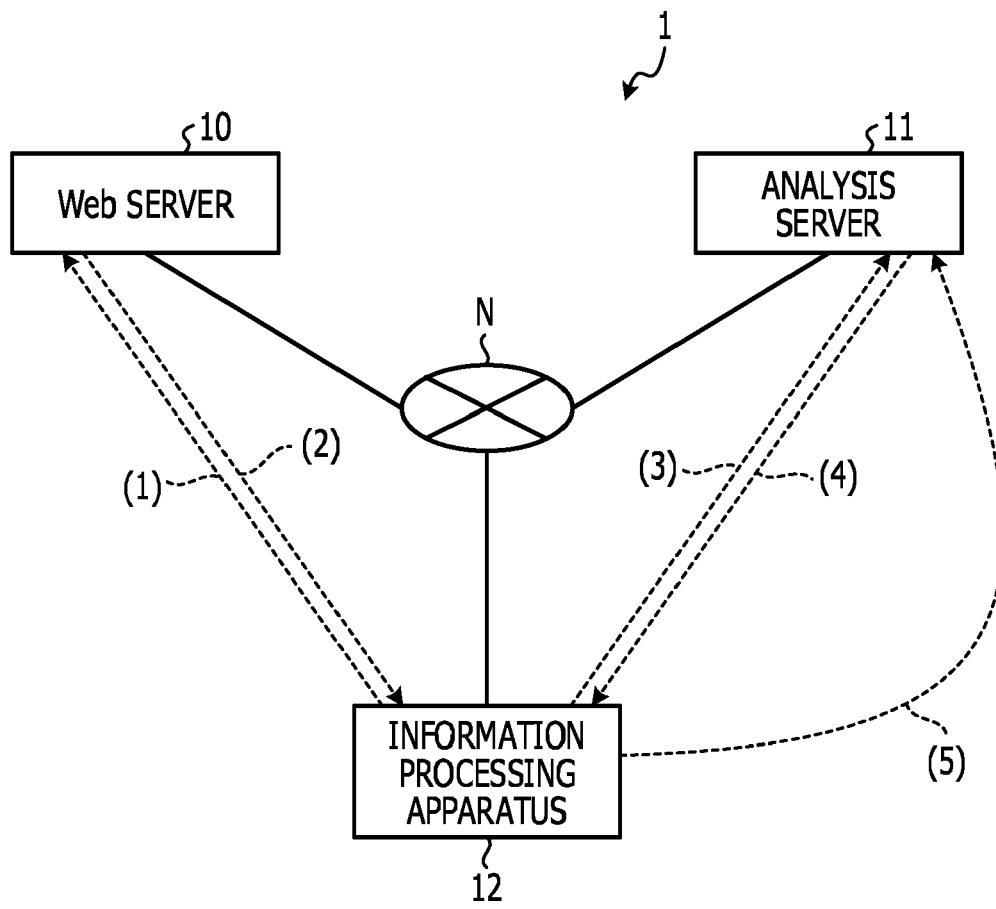 1
10
11
Web SERVER
ANALYSIS
SERVER
N
(1)
(2)
(3)
(4)
(5)
INFORMATION
PROCESSING
APPARATUS
12